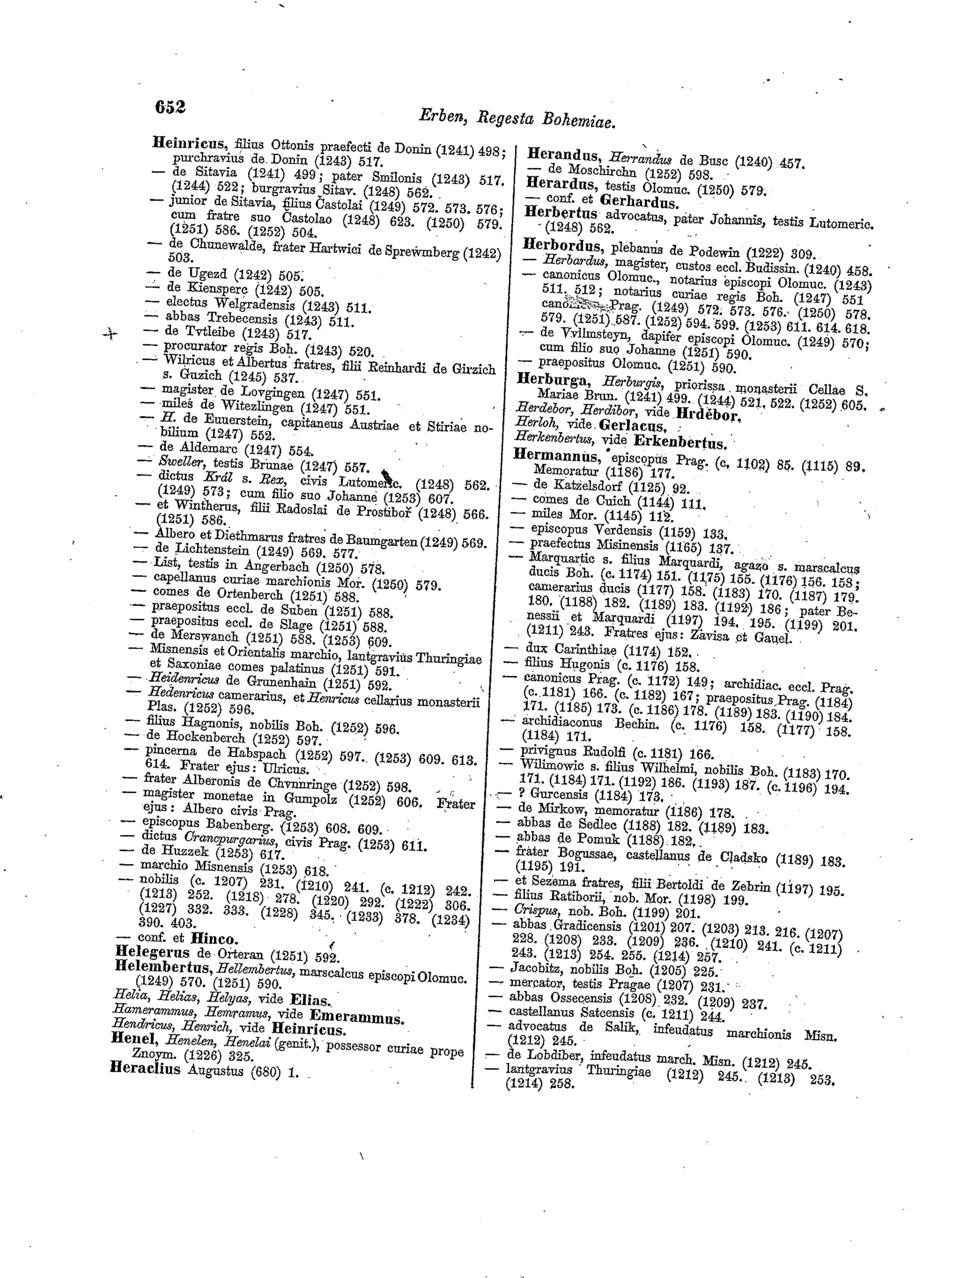 652
Erben, Regesta Bohemiae.
Heinricus, filius Ottonis praefecti de Donin (1241) 498;
purchravius de Donin (1243) 517.
— de Sitavia (1241) 499; pater Smilonis (1243) 517.
(1244) 522; burgravius Sitav. (1248) 562.
— junior de Sitavia, filius Častolai (1249) 572. 573. 576;
cum fratre suo Častolao (1248) 623. (1250) 579.
(1251) 586. (1252) 504.
— de Chunewalde, frater Hartwici de Sprewmberg (1242)
503.
— de Ugezd (1242) 505.
— de Kiensperc (1242) 505.
— electus Welgradensis (1243) 511.
— abbas Trebecensis (1243) 511.
— de Tvtleibe (1243) 517.
— procurator regis Boh. (1243) 520.
— Wilricus et Albertus fratres, filii Reinhardi de Girzich
s. Guzich (1245) 537.
— magister de Lovgingen (1247) 551.
— miles de Witezlingen (1247) 551.
— H. de Euuerstein, capitaneus Austriae et Stiriae no-
bilium (1247) 552.
— de Aldemarc (1247) 554.
— Sweller, testis Brunae (1247) 557.
— dictus Král s. Rex, civis Lutomeric. (1248) 562.
(1249) 573; cum filio suo Johanne (1253) 607.
— et Wintherus, filii Radoslai de Prostiboř (1248) 566.
(1251) 586.
— Albero et Diethmarus fratres de Baumgarten (1249) 569.
— de Lichtenstein (1249) 569. 577.
— List, testis in Angerbach (1250) 578.
— capellanus curiae marchionis Mor. (1250) 579.
— comes de Ortenberch (1251) 588.
— praepositus eccl. de Suben (1251) 588.
— praepositus eccl. de Slage (1251) 588.
— de Merswanch (1251) 588. (1253) 609.
— Misnensis et Orientalis marchio, lantgravius Thuringiae
et Saxoniae comes palatinus (1251) 591.
— Heidenricus de Grunenhain (1251) 592.
— Hedenricus camerarius, et Henricus cellarius monasterii
Plas. (1252) 596.
— filius Hagnonis, nobilis Boh. (1252) 596.
— de Hockenberch (1252) 597.
— pincerna de Habspach (1252) 597. (1253) 609. 613.
614. Frater ejus: Ulricus.
— frater Alberonis de Chvnringe (1252) 598.
— magister monetae in Gumpolz (1252) 606. Frater
ejus: Albero civis Prag.
— episcopus Babenberg. (1253) 608. 609.
— dictus Cranepurgarius, civis Prag. (1253) 611.
— de Huzzek (1253) 617.
— marchio Misnensis (1253) 618.
— nobilis (c. 1207) 231. (1210) 241. (c. 1212) 242.
(1213) 252. (1218) 278. (1220) 292. (1222) 306.
(1227) 332. 333. (1228) 345. (1233) 378. (1234)
390. 403.
— conf. et Hinco.
Helegerus de Orteran (1251) 592.
Helembertus, Hellembertus, marscalcus episcopi Olomuc.
(1249) 570. (1251) 590.
Helia, Helias, Helyas, vide Elias.
Hamerammus, Hemramus, vide Emerammus.
Hendricus, Henrich, vide Heinricus.
Henel, Henelen, Henelai (genit.), possessor curiae prope
Znoym. (1226) 325.
Heraclius Augustus (680) 1.
Herandus, Herrandus de Busc (1240) 457.
— de Moschirchn (1252) 598.
Herardus, testis Olomuc. (1250) 579.
— conf. et Gerhardus.
Herbertus advocatus, pater Johannis, testis Lutomeric.
(1248) 562.
Herbordus, plebanus de Podewin (1222) 309.
— Herbardus, magister, custos eccl. Budissin. (1240) 458.
— canonicus Olomuc., notarius episcopi Olomuc. (1243)
511. 512; notarius curiae regis Boh. (1247) 551
Prag. (1249) 572. 573. 576. (1250) 578.
579. (1251) 587. (1252) 594. 599. (1253) 611. 614. 618.
— de Vvllmsteyn, dapifer episcopi Olomuc. (1249) 570;
cum filio suo Johanne (1251) 590.
— praepositus Olomuc. (1251) 590.
Herburga, Herburgis, priorissa monasterii Cellae S.
Mariae Brun. (1241) 499. (1244) 521. 522. (1252) 605.
Herdebor, Herdibor, vide Hrděbor.
Herloh, vide Gerlacus.
Herkenbertus, vide Erkenbertus.
Hermannus, episcopus Prag. (c. 1102) 85. (1115) 89.
Memoratur (1186) 177.
— de Katzelsdorf (1125) 92.
— comes de Cuich (1144) 111.
— miles Mor. (1145) 112.
— episcopus Verdensis (1159) 133.
— praefectus Misinensis (1165) 137.
— Marquartic s. filius Marquardi, agazo s. marscalcus
ducis Boh. (c. 1174) 151. (1175) 155. (1176) 156. 158;
camerarius ducis (1177) 158. (1183) 170. (1187) 179.
180. (1188) 182. (1189) 183. (1192) 186; pater Be-
nessii et Marquardi (1197) 194. 195. (1199) 201.
(1211) 243. Fratres ejus: Zavisa et Gauel.
— dux Carinthiae (1174) 152.
— filius Hugonis (c. 1176) 158.
— canonicus Prag. (c. 1172) 149; archidiac. eccl. Prag.
(c. 1181) 166. (c. 1182) 167; praepositus Prag. (1184)
171. (1185) 173. (c. 1186) 178. (1189) 183. (1190) 184.
— archidiaconus Bechin. (c. 1176) 158. (1177) 158.
(1184) 171.
— privignus Rudolfi (c. 1181) 166.
— Wilimowic s. filius Wilhelmi, nobilis Boh. (1183) 170.
171. (1184) 171. (1192) 186. (1193) 187. (c. 1196) 194.
— ? Gurcensis (1184) 173.
— de Mirkow, memoratur (1186) 178.
— abbas de Sedlec (1188) 182. (1189) 183.
— abbas de Pomuk (1188) 182.
— frater Bogussae, castellanus de Cladsko (1189) 183.
(1195) 191.
— et Sezema fratres, filii Bertoldi de Zebrin (1197) 195.
— filius Ratiborii, nob. Mor. (1198) 199.
— Crispus, nob. Boh. (1199) 201.
— abbas Gradicensis (1201) 207. (1203) 213. 216. (1207)
228. (1208) 233. (1209) 236. (1210) 241. (c. 1211)
243. (1213) 254. 255. (1214) 257.
— Jacobitz, nobilis Boh. (1205) 225.
— mercator, testis Pragae (1207) 231.
— abbas Ossecensis (1208) 232. (1209) 237.
— castellanus Satcensis (c. 1211) 244.
— advocatus de Salik, infeudatus marchionis Misn.
(1212) 245.
— de Lobdiber, infeudatus march. Misn. (1212) 245.
— lantgravius Thuringiae (1212) 245. (1213) 253.
(1214) 258.